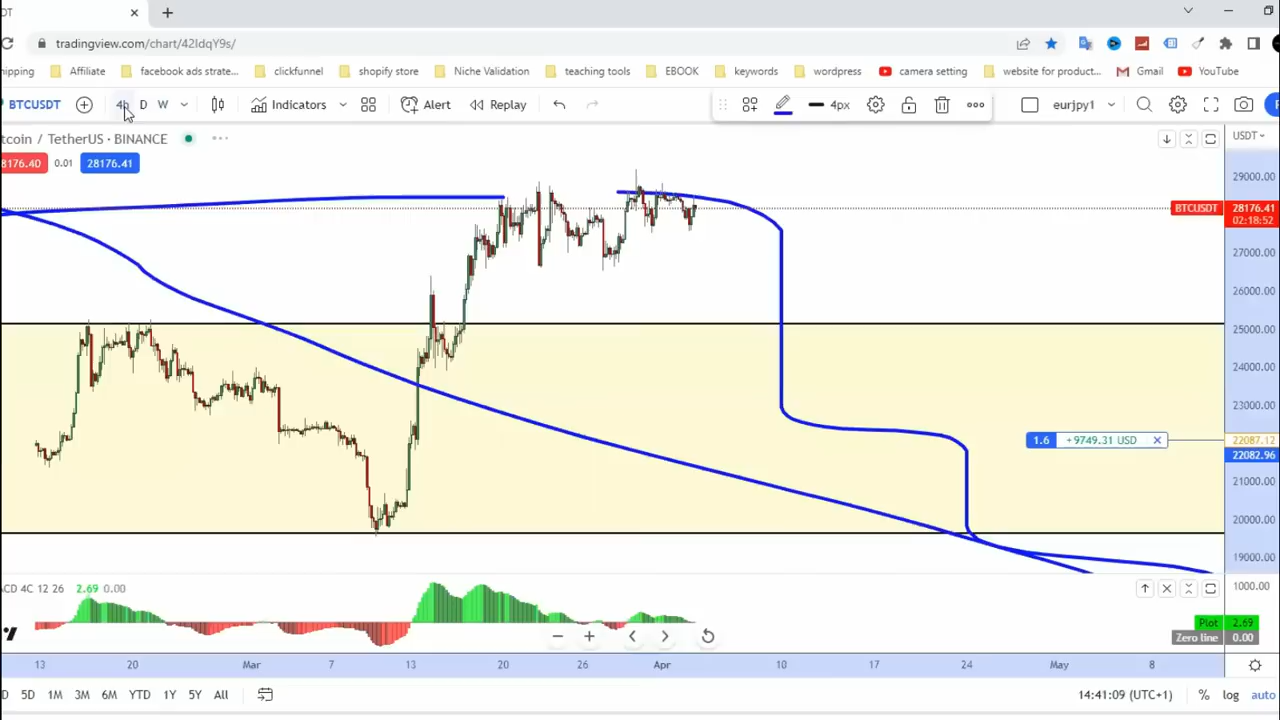 DT
tradingview.com/chart/42IdqY9s/
hipping Affiliate facebook ads strate... clickfunnel shopify store Niche Validation teaching tools EBOOK keywords wordpress camera setting website for product... Gmail YouTube
BTCUSDT D W Indicators Alert Replay 4px eurjpy1
tcoin / TetherUS · BINANCE
USDT
28176.40 0.01 28176.41
29000.00
BTCUSDT 28176.41
02:18:52
27000.00
26000.00
25000.00
24000.00
23000.00
1.6 +9749.31 USD 22087.12
22082.96
21000.00
20000.00
19000.00
ACD 4C 12 26 2.69 0.00
1000.00
Plot 2.69
Zero line 0.00
13 20 Mar 7 13 20 26 Apr 10 17 24 May 8
D 5D 1M 3M 6M YTD 1Y 5Y All 14:41:09 (UTC+1) % log auto